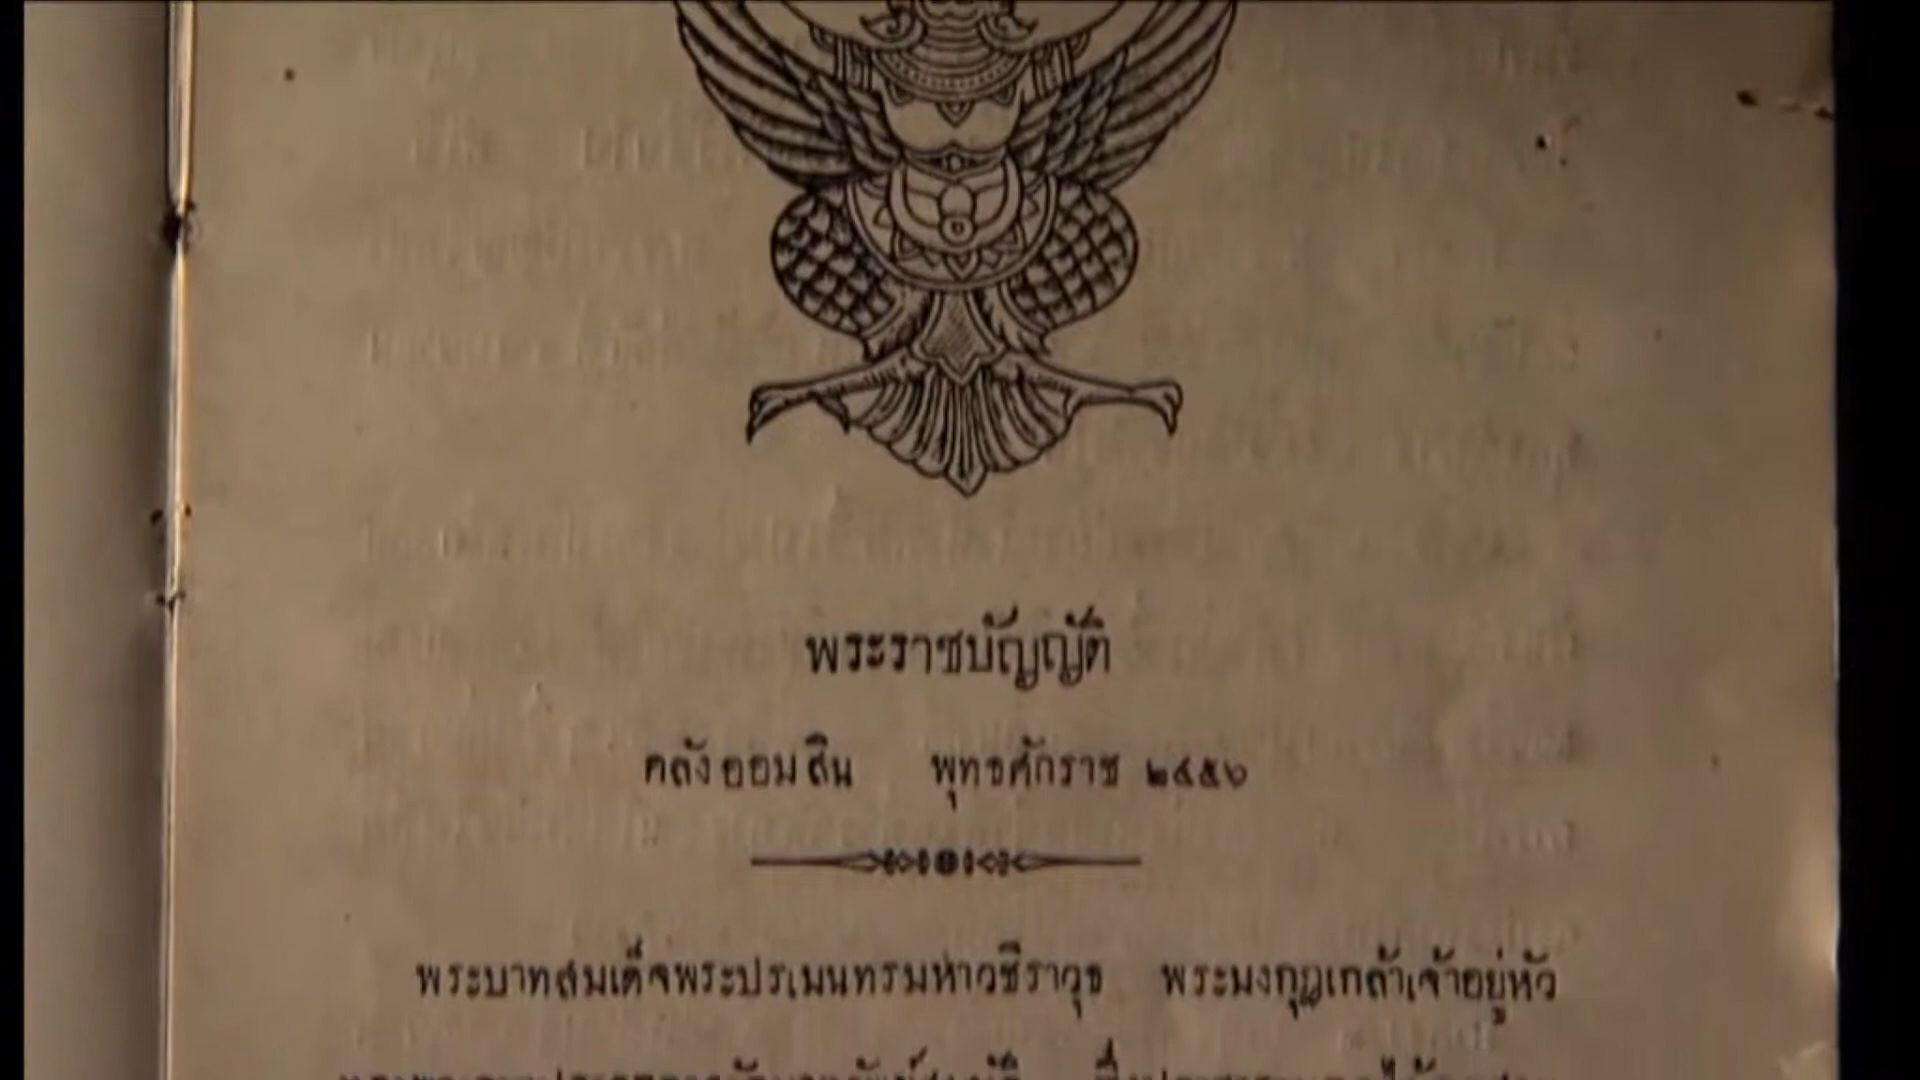 พระราชบัญญัติ
คลังออมสิน พุทธศักราช ๒๔๕๖
พระบาทสมเด็จพระปรเมนทรมหาวชิราวุธ พระมงกุฎเกล้าเจ้าอยู่หัว